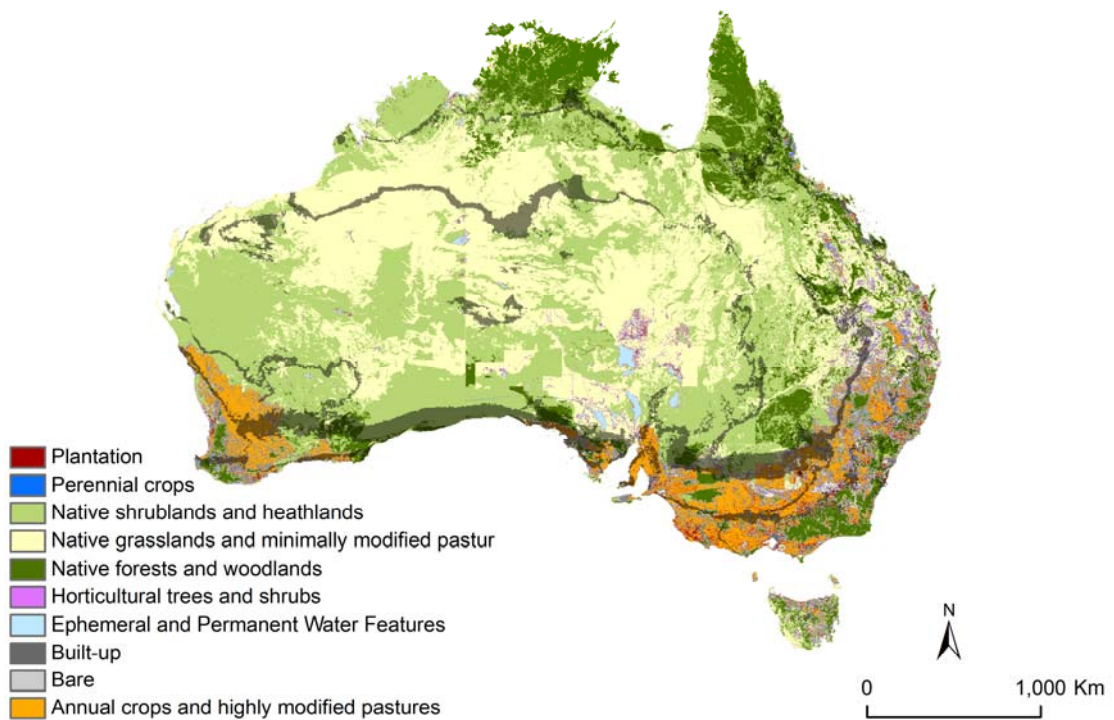 Plantation
Perennial crops
Native shrublands and heathlands
Native grasslands and minimally modified pastur
Native forests and woodlands
Horticultural trees and shrubs
Ephemeral and Permanent Water Features
Built-up
Bare
Annual crops and highly modified pastures
N
0 1,000 Km